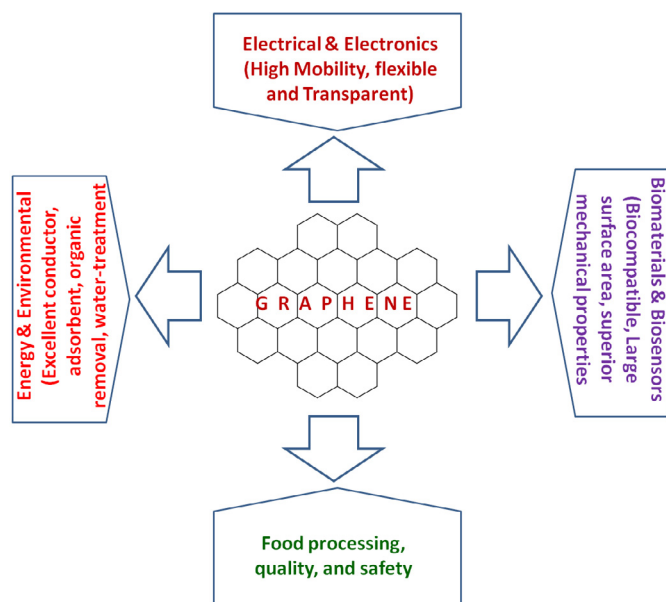 Electrical & Electronics
(High Mobility, flexible
and Transparent)
Energy & Environmental
(Excellent conductor,
adsorbent, organic
removal, water-treatment
GRAPHENE
Biomaterials & Biosensors
(Biocompatible, Large
surface area, superior
mechanical properties
Food processing,
quality, and safety